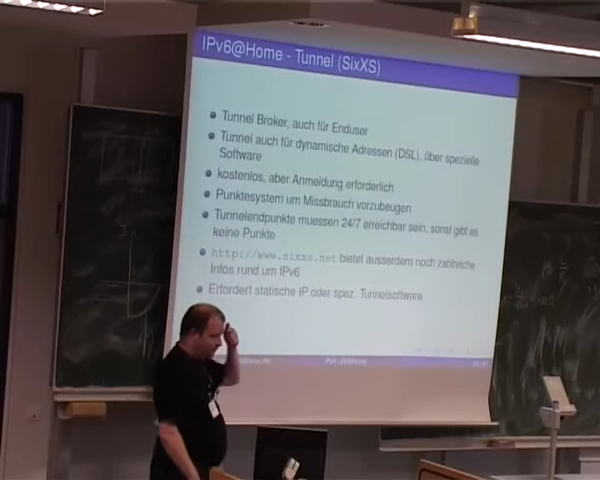 IPv6@Home - Tunnel (SixXS)
Tunnel Broker, auch für Enduser
Tunnel auch für dynamische Adressen (DSL), über spezielle
Software
kostenlos, aber Anmeldung erforderlich
Punktesystem um Missbrauch vorzubeugen
Tunnelendpunkte muessen 24/7 erreichbar sein, sonst gibt es
keine Punkte
http://www.sixxs.net bietet ausserdem noch zahlreiche
Infos rund um IPv6
Erfordert statische IP oder spez. Tunnelsoftware